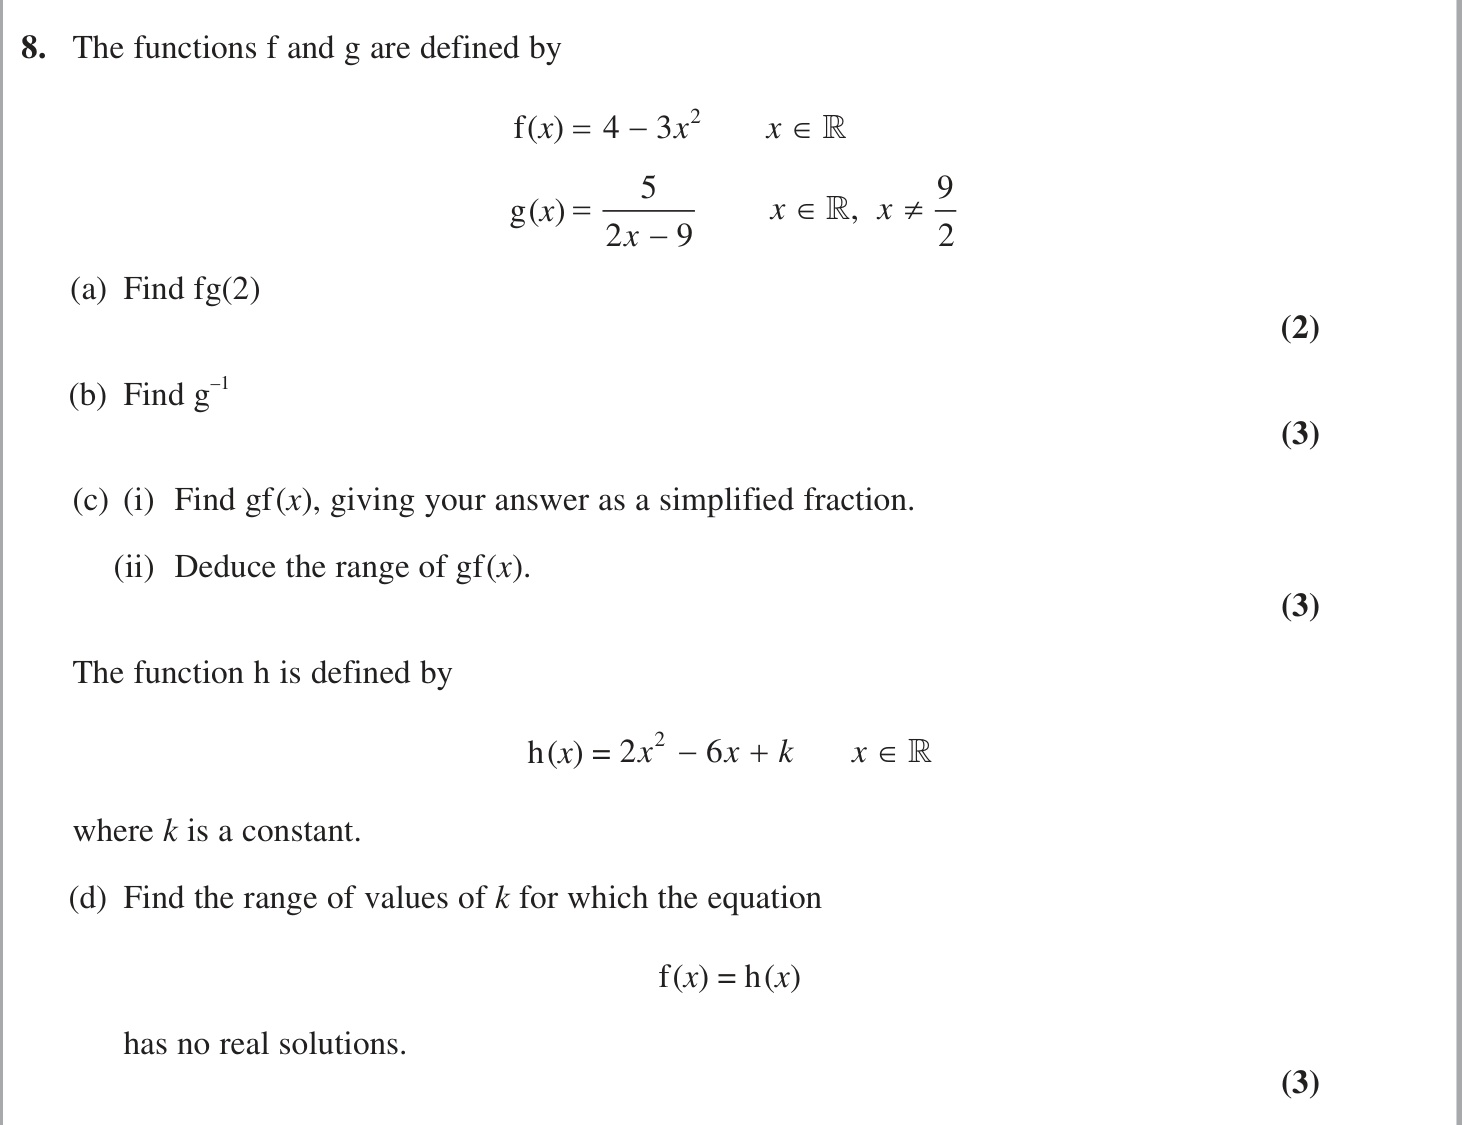 8. The functions f and g are defined by
f(x) = 4 − 3x² x ∈ ℝ
g(x) = 5/(2x − 9) x ∈ ℝ, x ≠ 9/2
(a) Find fg(2)
(2)
(b) Find g⁻¹
(3)
(c) (i) Find gf(x), giving your answer as a simplified fraction.
(ii) Deduce the range of gf(x).
(3)
The function h is defined by
h(x) = 2x² − 6x + k x ∈ ℝ
where k is a constant.
(d) Find the range of values of k for which the equation
f(x) = h(x)
has no real solutions.
(3)